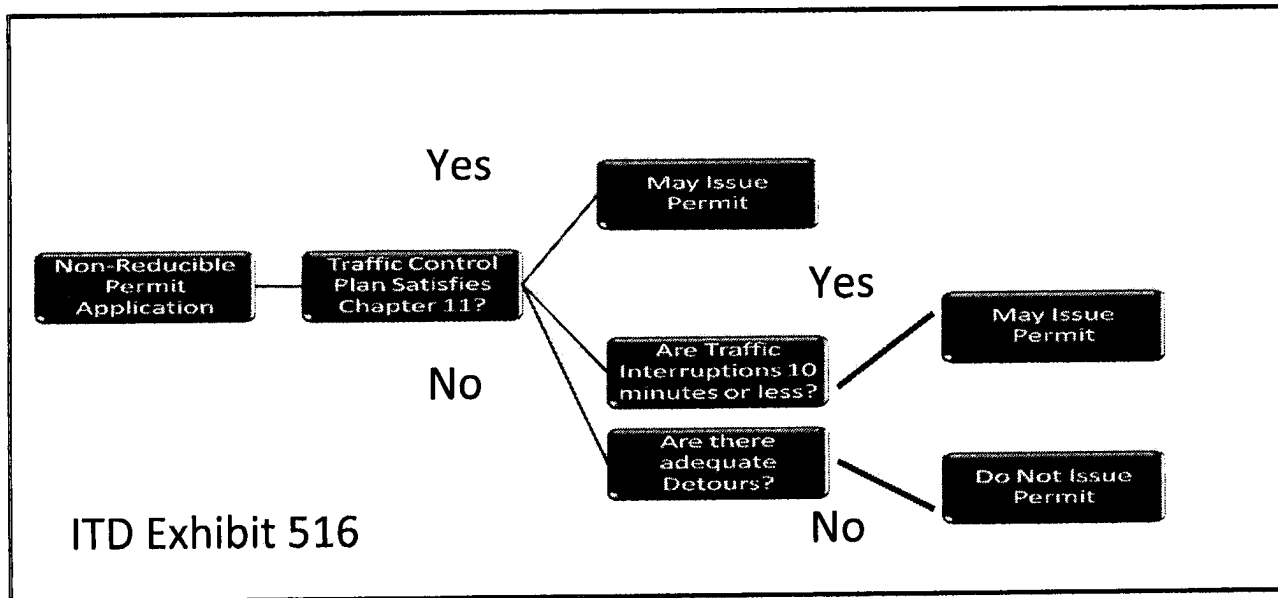 Yes
May Issue
Permit
Non-Reducible
Permit
Application
Traffic Control
Plan Satisfies
Chapter 11?
Yes
May Issue
Permit
Are Traffic
Interruptions 10
minutes or less?
No
Are there
adequate
Detours?
Do Not Issue
Permit
No
ITD Exhibit 516